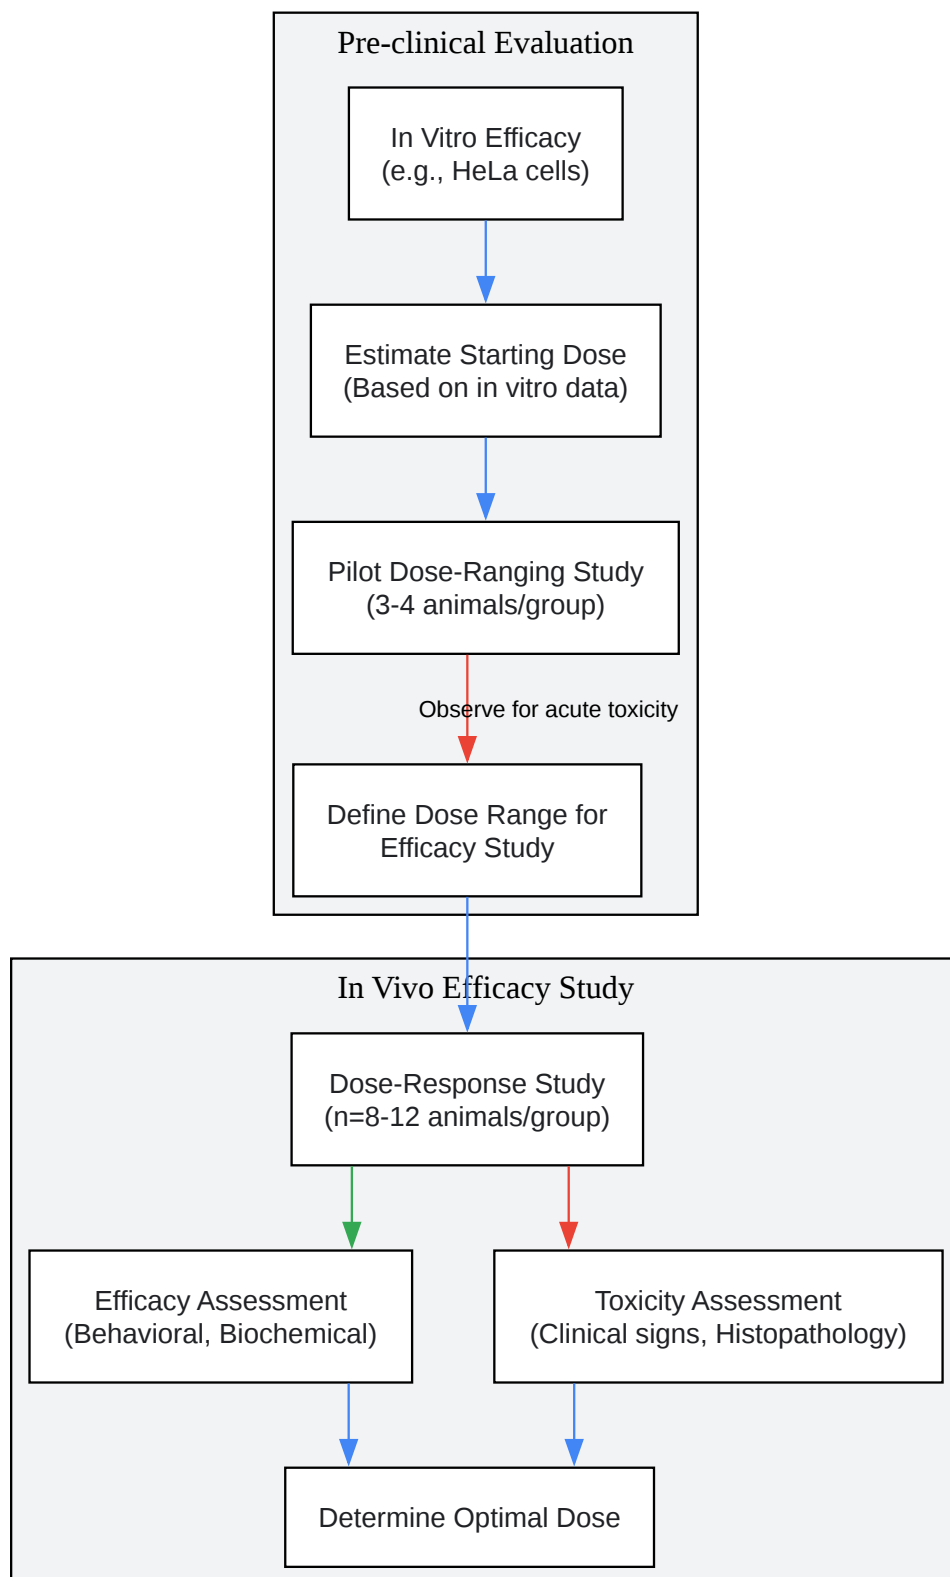 Pre-clinical Evaluation
In Vitro Efficacy
(e.g., HeLa cells)
Estimate Starting Dose
(Based on in vitro data)
Pilot Dose-Ranging Study
(3-4 animals/group)
Observe for acute toxicity
Define Dose Range for
Efficacy Study
In Vivo Efficacy Study
Dose-Response Study
(n=8-12 animals/group)
Efficacy Assessment
(Behavioral, Biochemical)
Toxicity Assessment
(Clinical signs, Histopathology)
Determine Optimal Dose